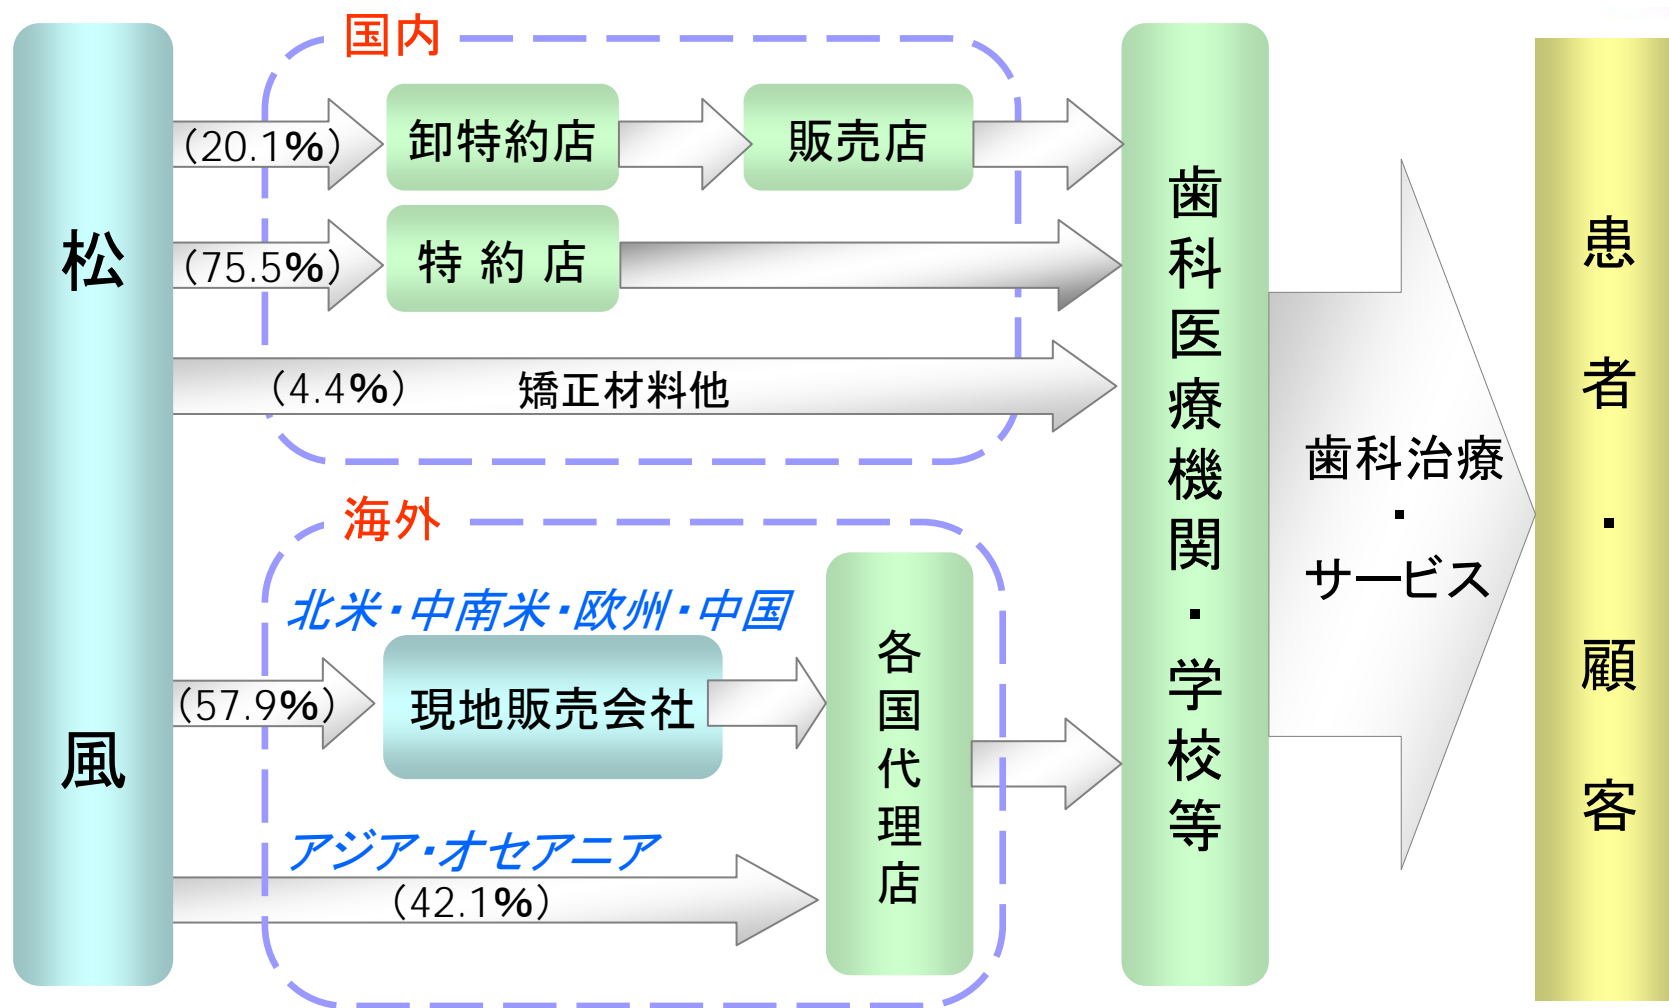 松風
国内
(20.1%)
卸特約店
販売店
(75.5%)
特約店
(4.4%)
矯正材料他
海外
北米・中南米・欧州・中国
(57.9%)
現地販売会社
アジア・オセアニア
(42.1%)
各国代理店
歯科医療機関・学校等
歯科治療
・
サービス
患者・顧客